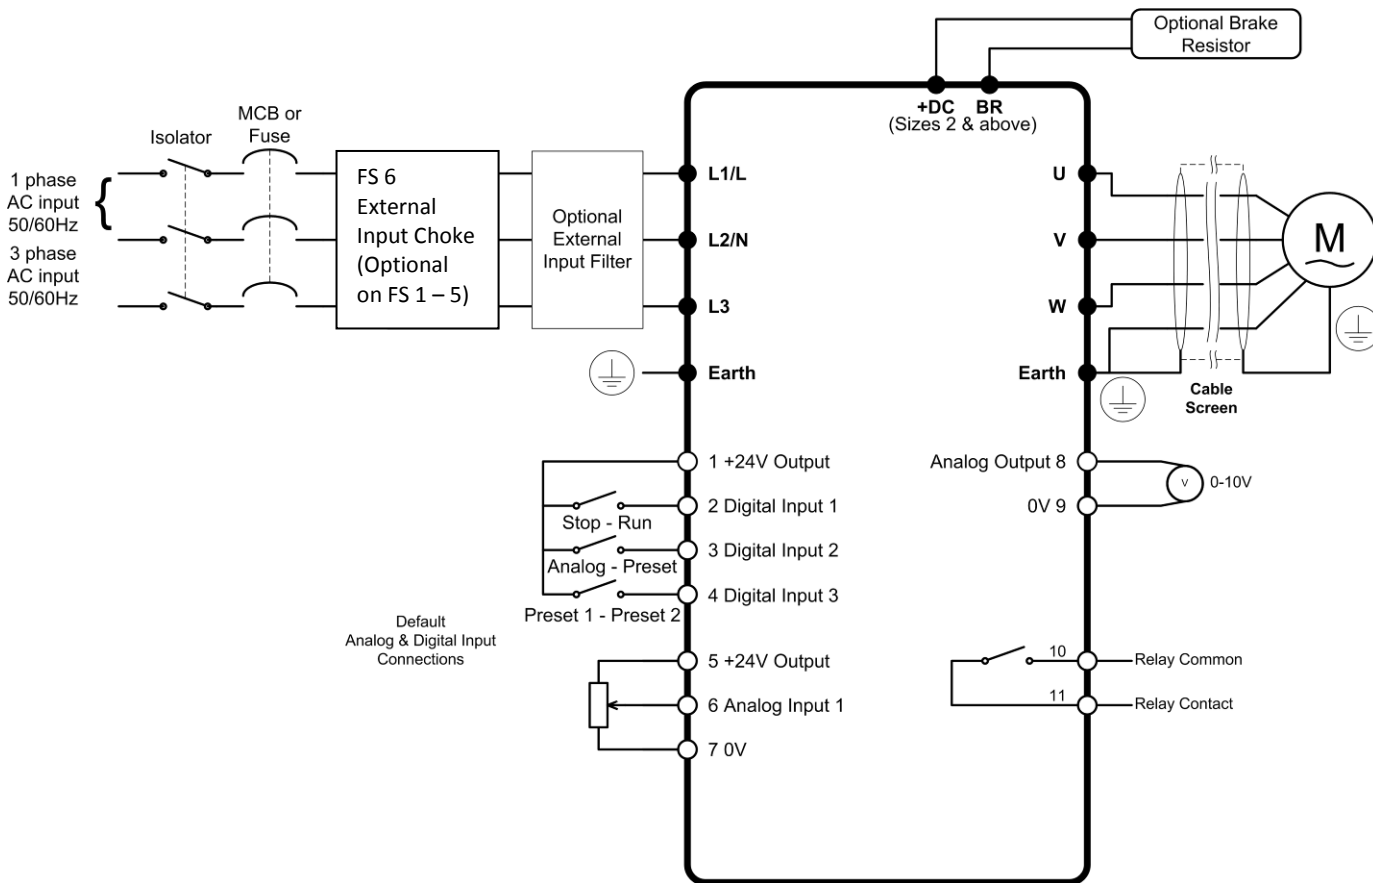 Optional Brake
Resistor
+DC BR
(Sizes 2 & above)
Isolator
MCB or
Fuse
1 phase
AC input
50/60Hz
3 phase
AC input
50/60Hz
FS 6
External
Input Choke
(Optional
on FS 1 – 5)
Optional
External
Input Filter
L1/L
L2/N
L3
Earth
U
V
W
Earth
M
Cable
Screen
1 +24V Output
2 Digital Input 1
3 Digital Input 2
4 Digital Input 3
Stop - Run
Analog - Preset
Preset 1 - Preset 2
Default
Analog & Digital Input
Connections
5 +24V Output
6 Analog Input 1
7 0V
Analog Output 8
0V 9
V
0-10V
10
Relay Common
11
Relay Contact